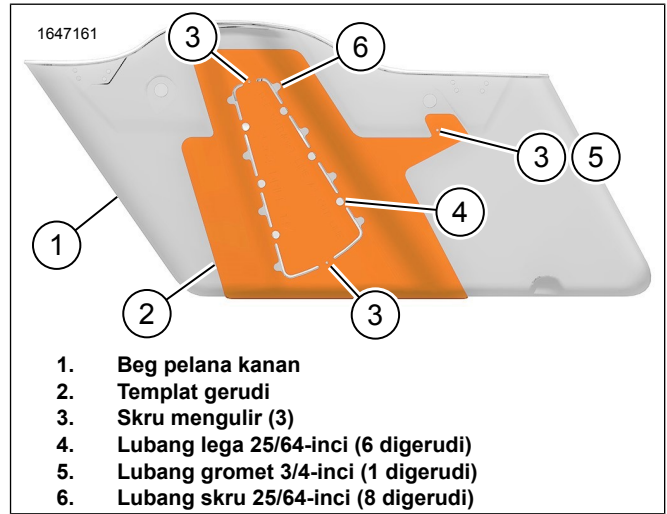 1647161
3
6
3
5
4
1
2
3
1. Beg pelana kanan
2. Templat gerudi
3. Skru mengulir (3)
4. Lubang lega 25/64-inci (6 digerudi)
5. Lubang gromet 3/4-inci (1 digerudi)
6. Lubang skru 25/64-inci (8 digerudi)